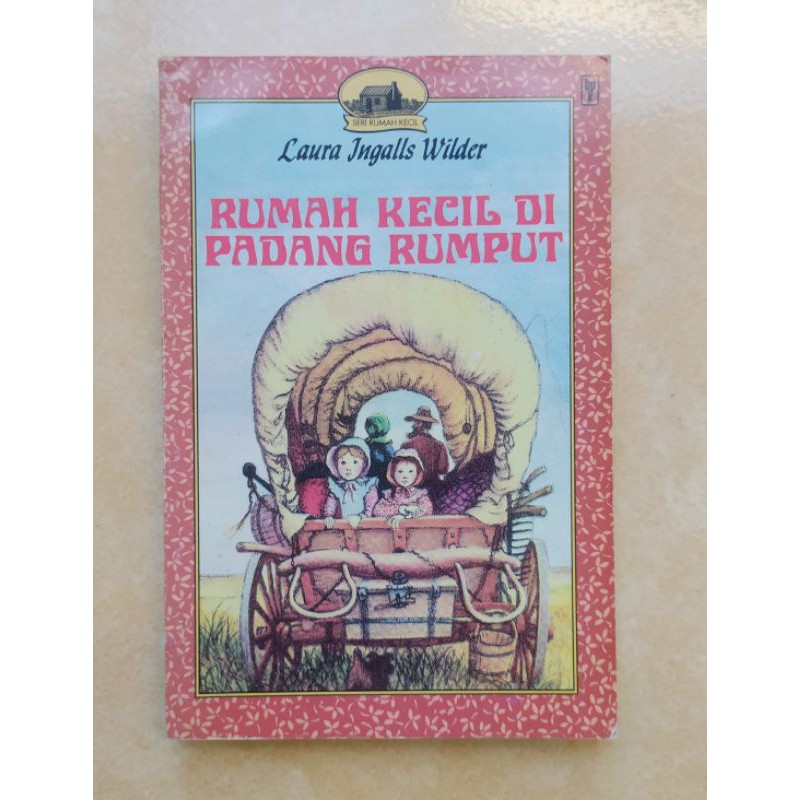 SERI RUMAH KECIL
Laura Ingalls Wilder
RUMAH KECIL DI
PADANG RUMPUT